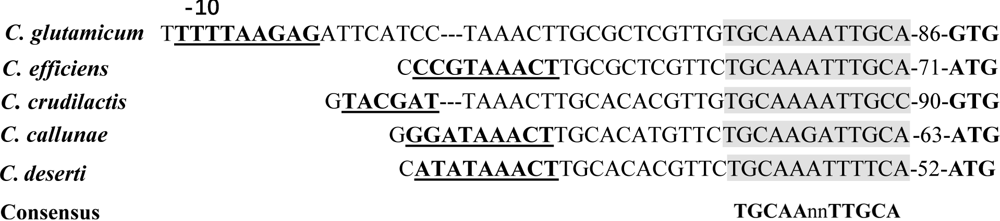 -10
C. glutamicum TTTTTAAGAGATTCATCC---TAAACTTGCGCTCGTTGTGCAAAATTGCA-86-GTG
C. efficiens CCCGTAAACTTGCGCTCGTTCTGCAAATTTGCA-71-ATG
C. crudilactis GTACGAT---TAAACTTGCACACGTTGTGCAAAATTGCC-90-GTG
C. callunae GGGATAAACTTGCACATGTTCTGCAAGATTGCA-63-ATG
C. deserti CATATAAACTTGCACACGTTCTGCAAATTTTCA-52-ATG
Consensus TGCAAnnTTGCA